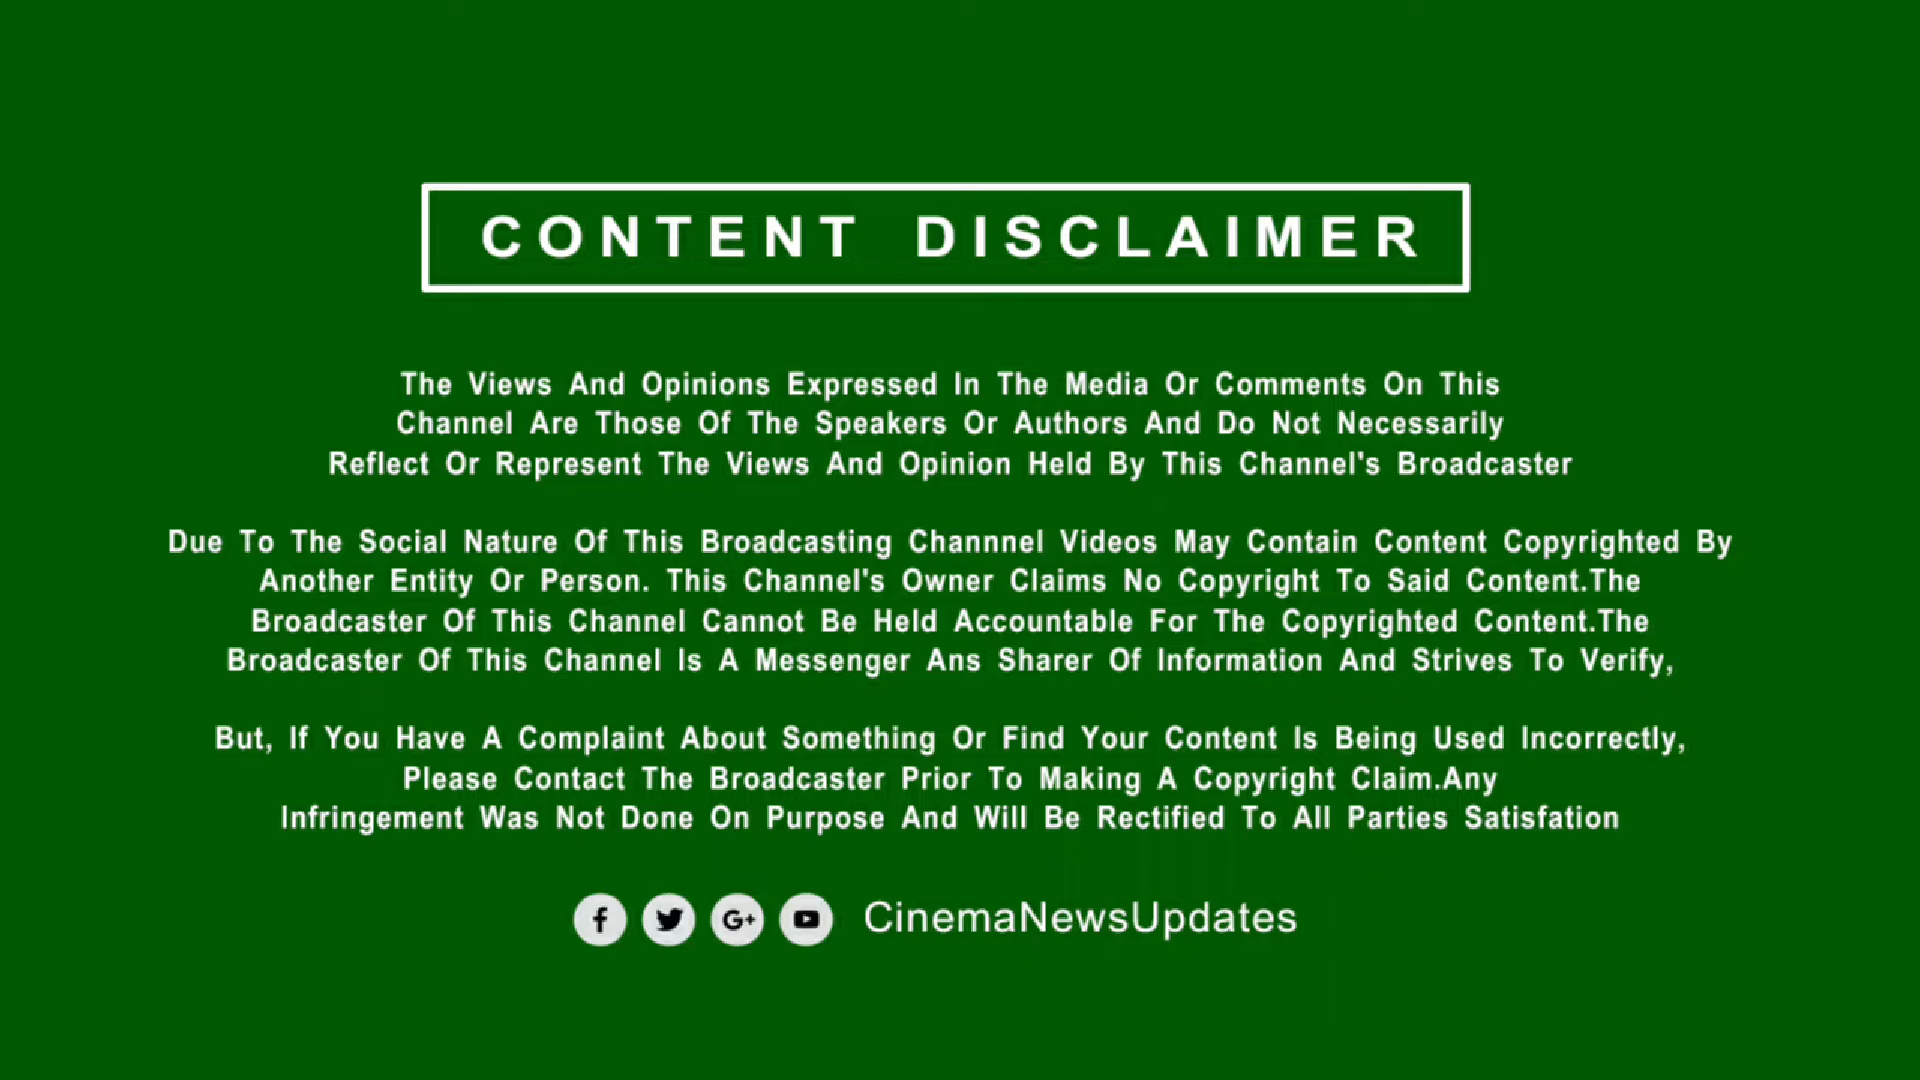 CONTENT DISCLAIMER
The Views And Opinions Expressed In The Media Or Comments On This
Channel Are Those Of The Speakers Or Authors And Do Not Necessarily
Reflect Or Represent The Views And Opinion Held By This Channel's Broadcaster
Due To The Social Nature Of This Broadcasting Channnel Videos May Contain Content Copyrighted By
Another Entity Or Person. This Channel's Owner Claims No Copyright To Said Content.The
Broadcaster Of This Channel Cannot Be Held Accountable For The Copyrighted Content.The
Broadcaster Of This Channel Is A Messenger Ans Sharer Of Information And Strives To Verify,
But, If You Have A Complaint About Something Or Find Your Content Is Being Used Incorrectly,
Please Contact The Broadcaster Prior To Making A Copyright Claim.Any
Infringement Was Not Done On Purpose And Will Be Rectified To All Parties Satisfation
f G+ CinemaNewsUpdates